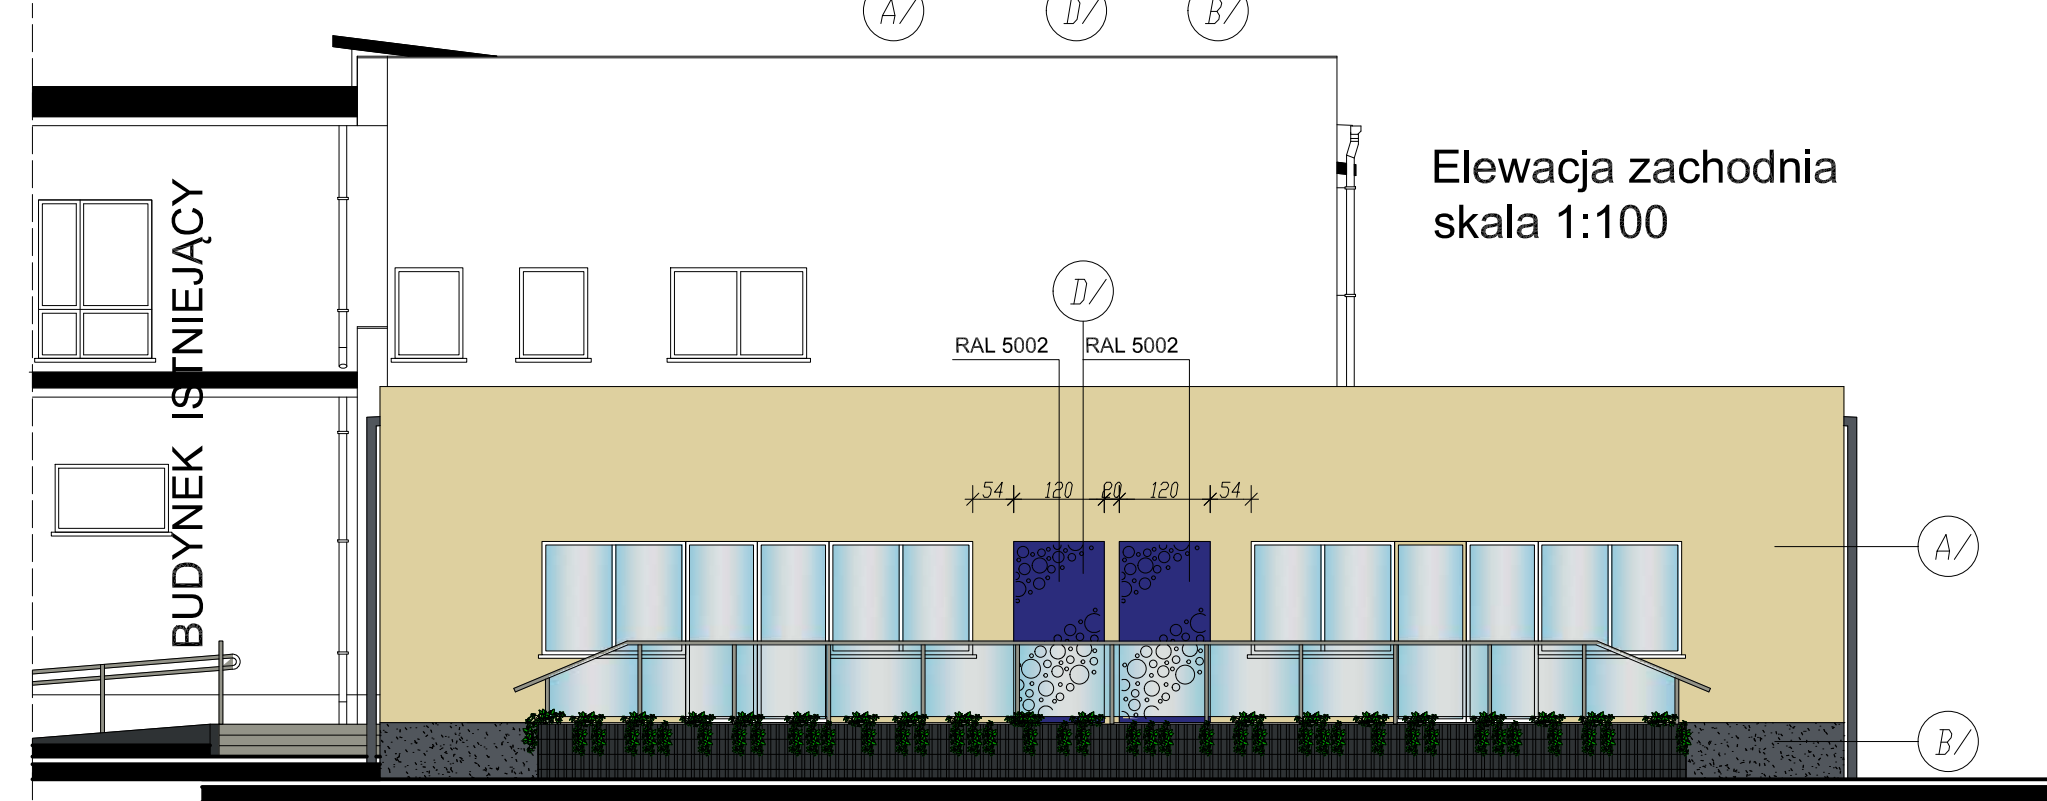 A/ D/ B/
Elewacja zachodnia
skala 1:100
BUDYNEK ISTNIEJĄCY
D/
RAL 5002 RAL 5002
54 120 20 120 54
A/
B/